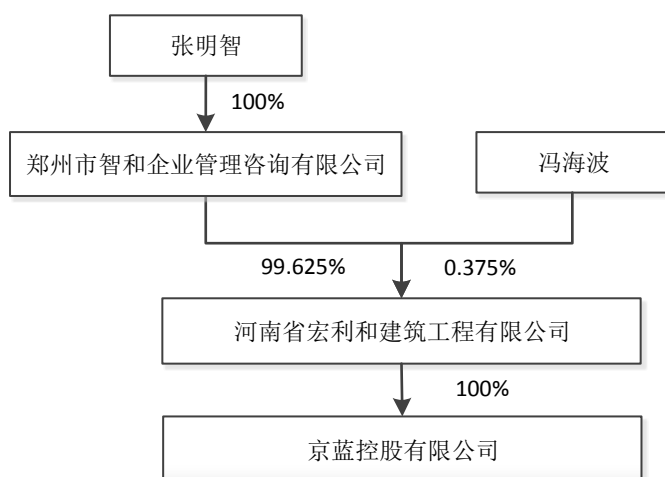 张明智
100%
郑州市智和企业管理咨询有限公司
冯海波
99.625%
0.375%
河南省宏利和建筑工程有限公司
100%
京蓝控股有限公司